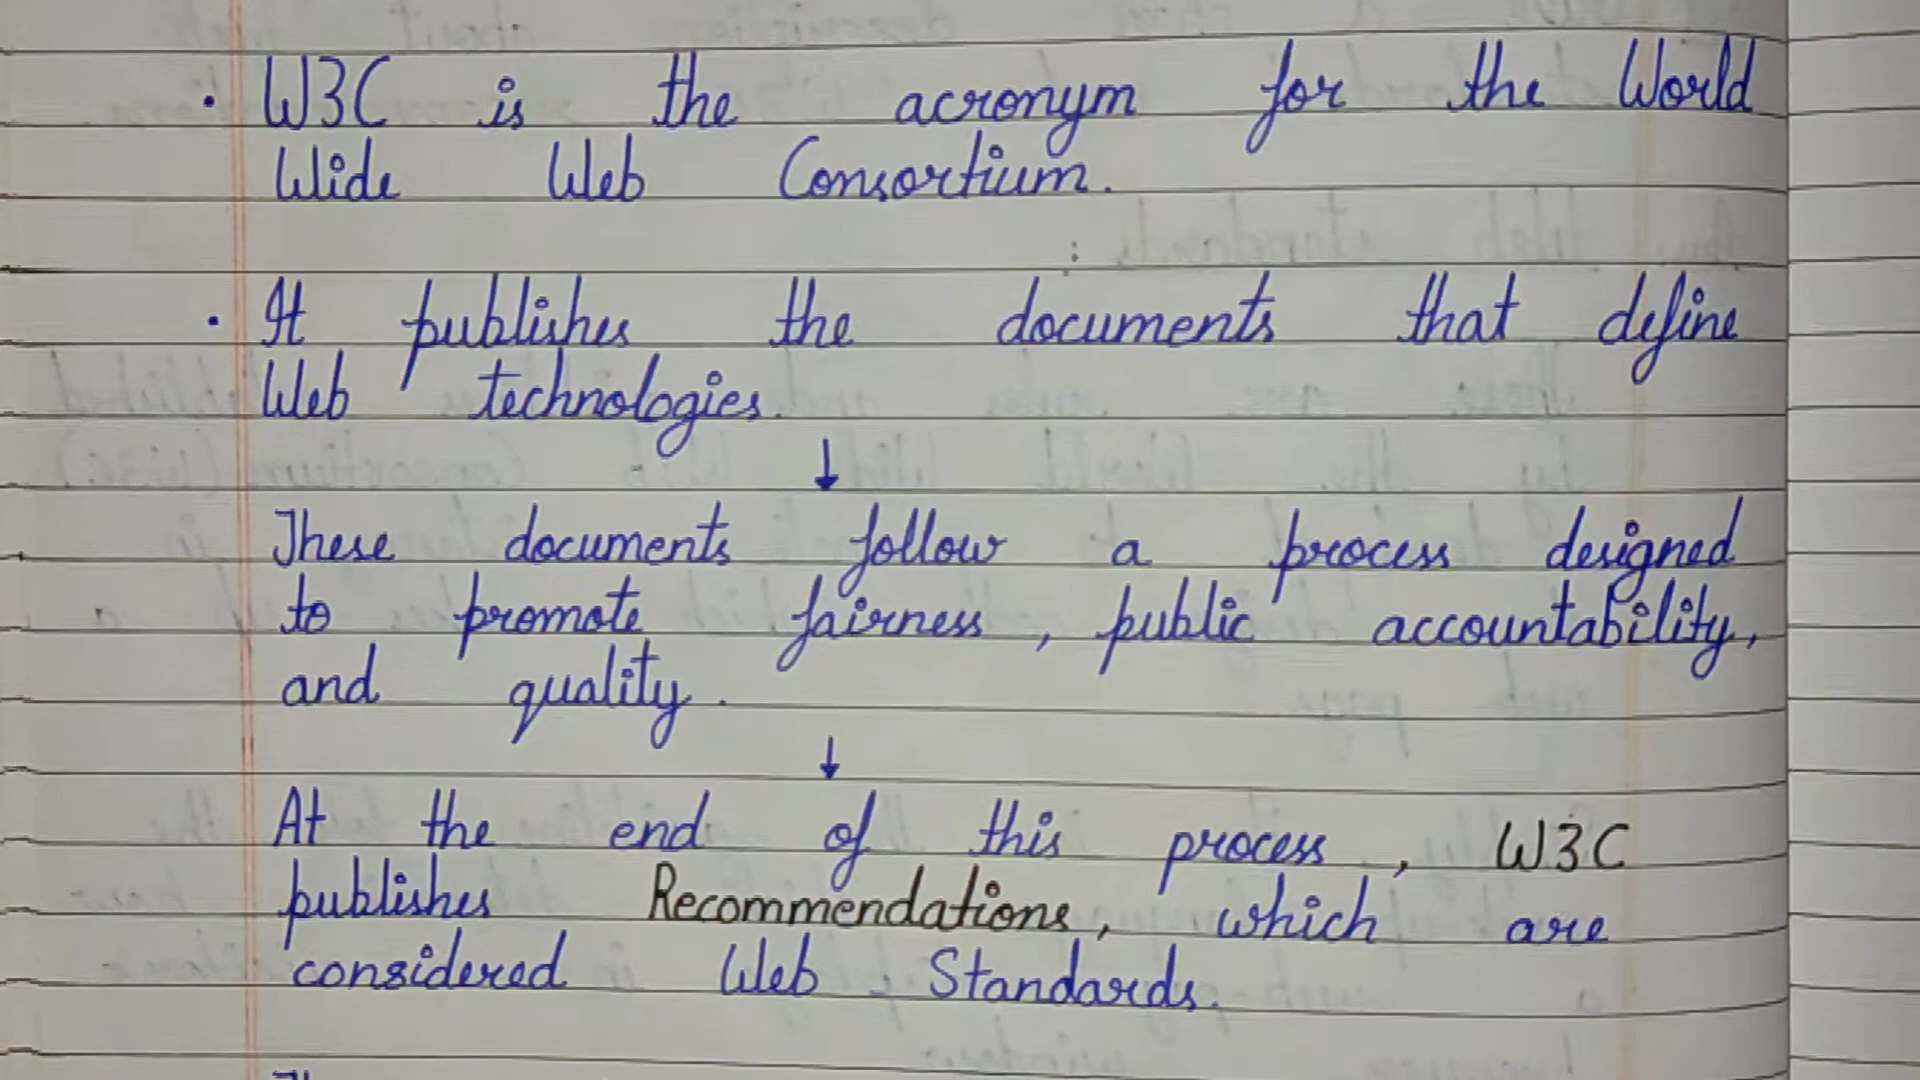 • W3C is the acronym for the World
Wide Web Consortium.
• It publishes the documents that define
Web technologies.
↓
These documents follow a process designed
to promote fairness, public accountability,
and quality.
↓
At the end of this process, W3C
publishes Recommendations, which are
considered Web Standards.